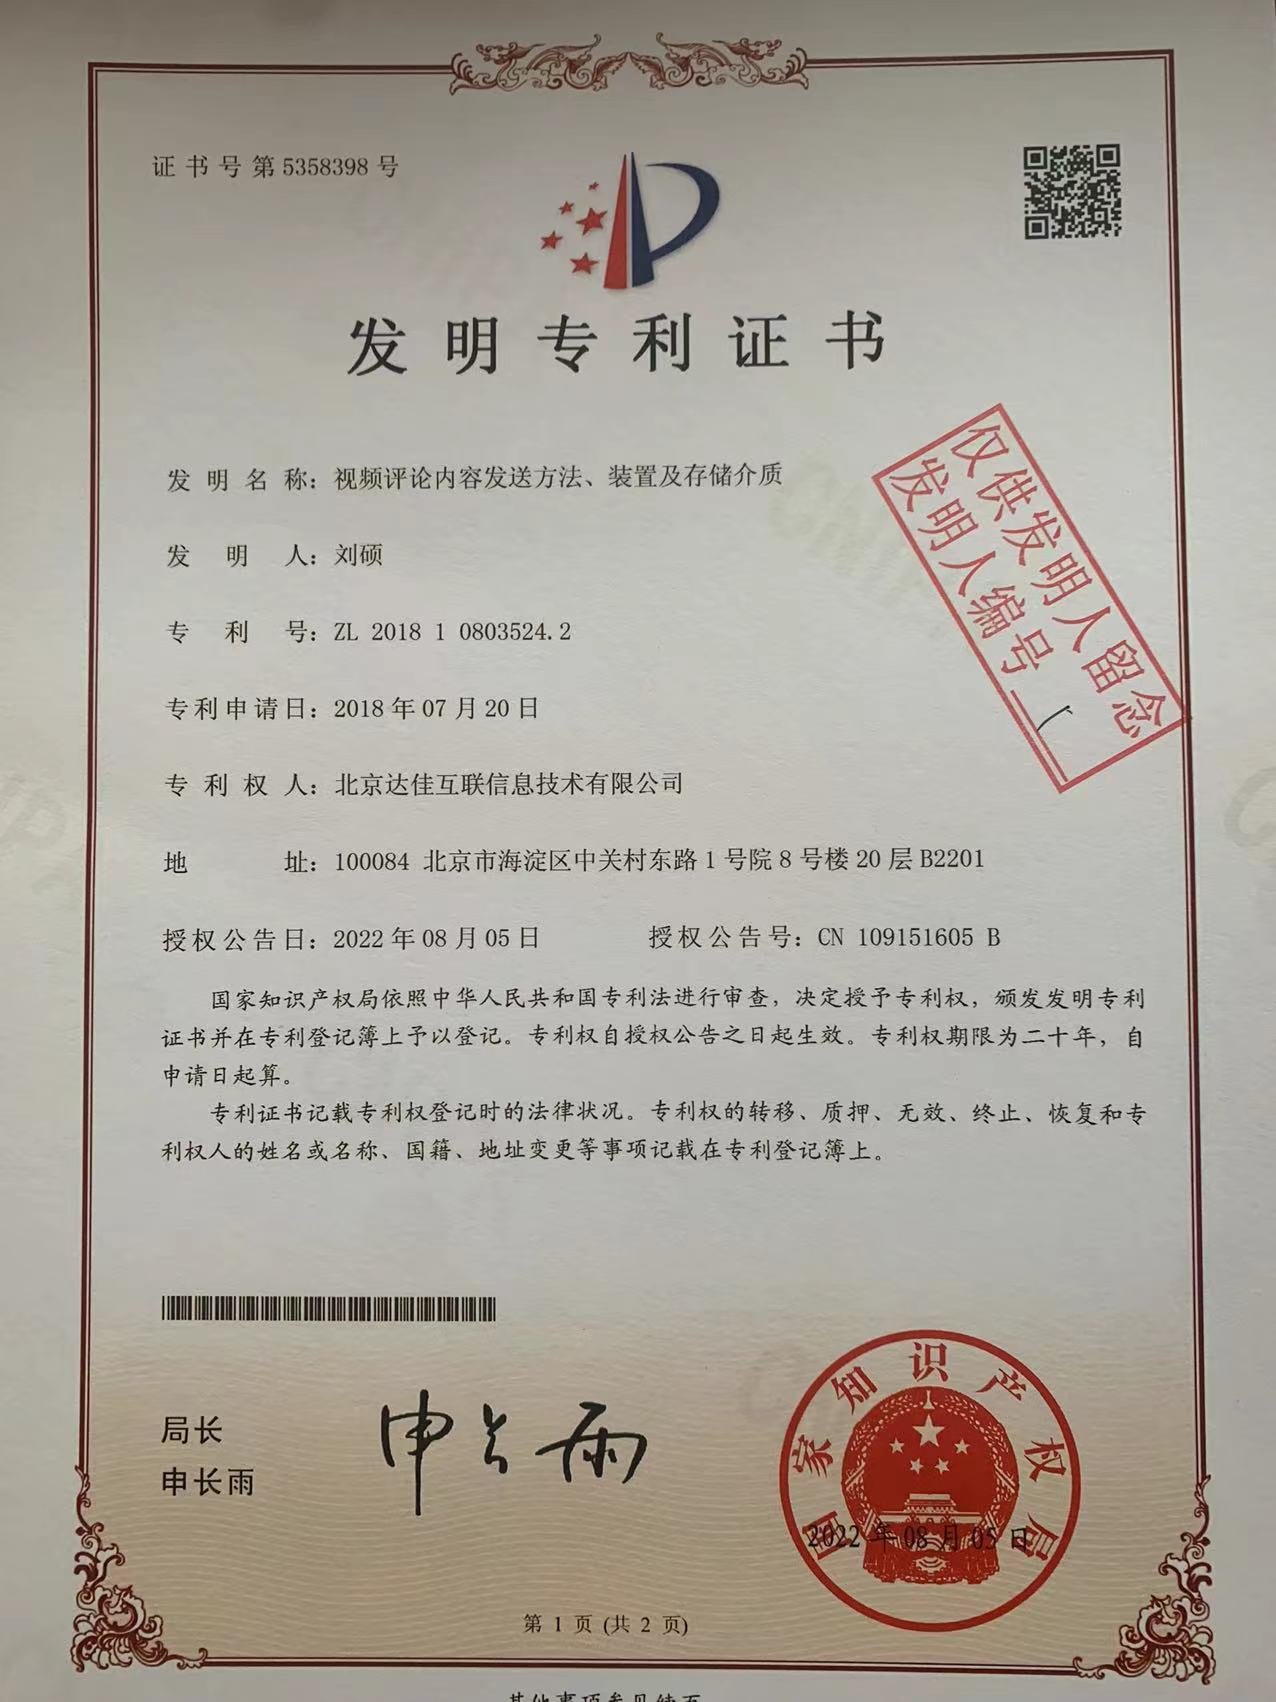 证书号第5358398号
发明专利证书
仅供发明人留念
发明人编号 1
发明名称：视频评论内容发送方法、装置及存储介质
发明人：刘硕
专利号：ZL 2018 1 0803524.2
专利申请日：2018年07月20日
专利权人：北京达佳互联信息技术有限公司
地址：100084 北京市海淀区中关村东路1号院8号楼20层B2201
授权公告日：2022年08月05日 授权公告号：CN 109151605 B
国家知识产权局依照中华人民共和国专利法进行审查，决定授予专利权，颁发发明专利
证书并在专利登记簿上予以登记。专利权自授权公告之日起生效。专利权期限为二十年，自
申请日起算。
专利证书记载专利权登记时的法律状况。专利权的转移、质押、无效、终止、恢复和专
利权人的姓名或名称、国籍、地址变更等事项记载在专利登记簿上。
局长
申长雨
申长雨
国家知识产权局
2022年08月05日
第 1 页 (共 2 页)
其他事项参见续页